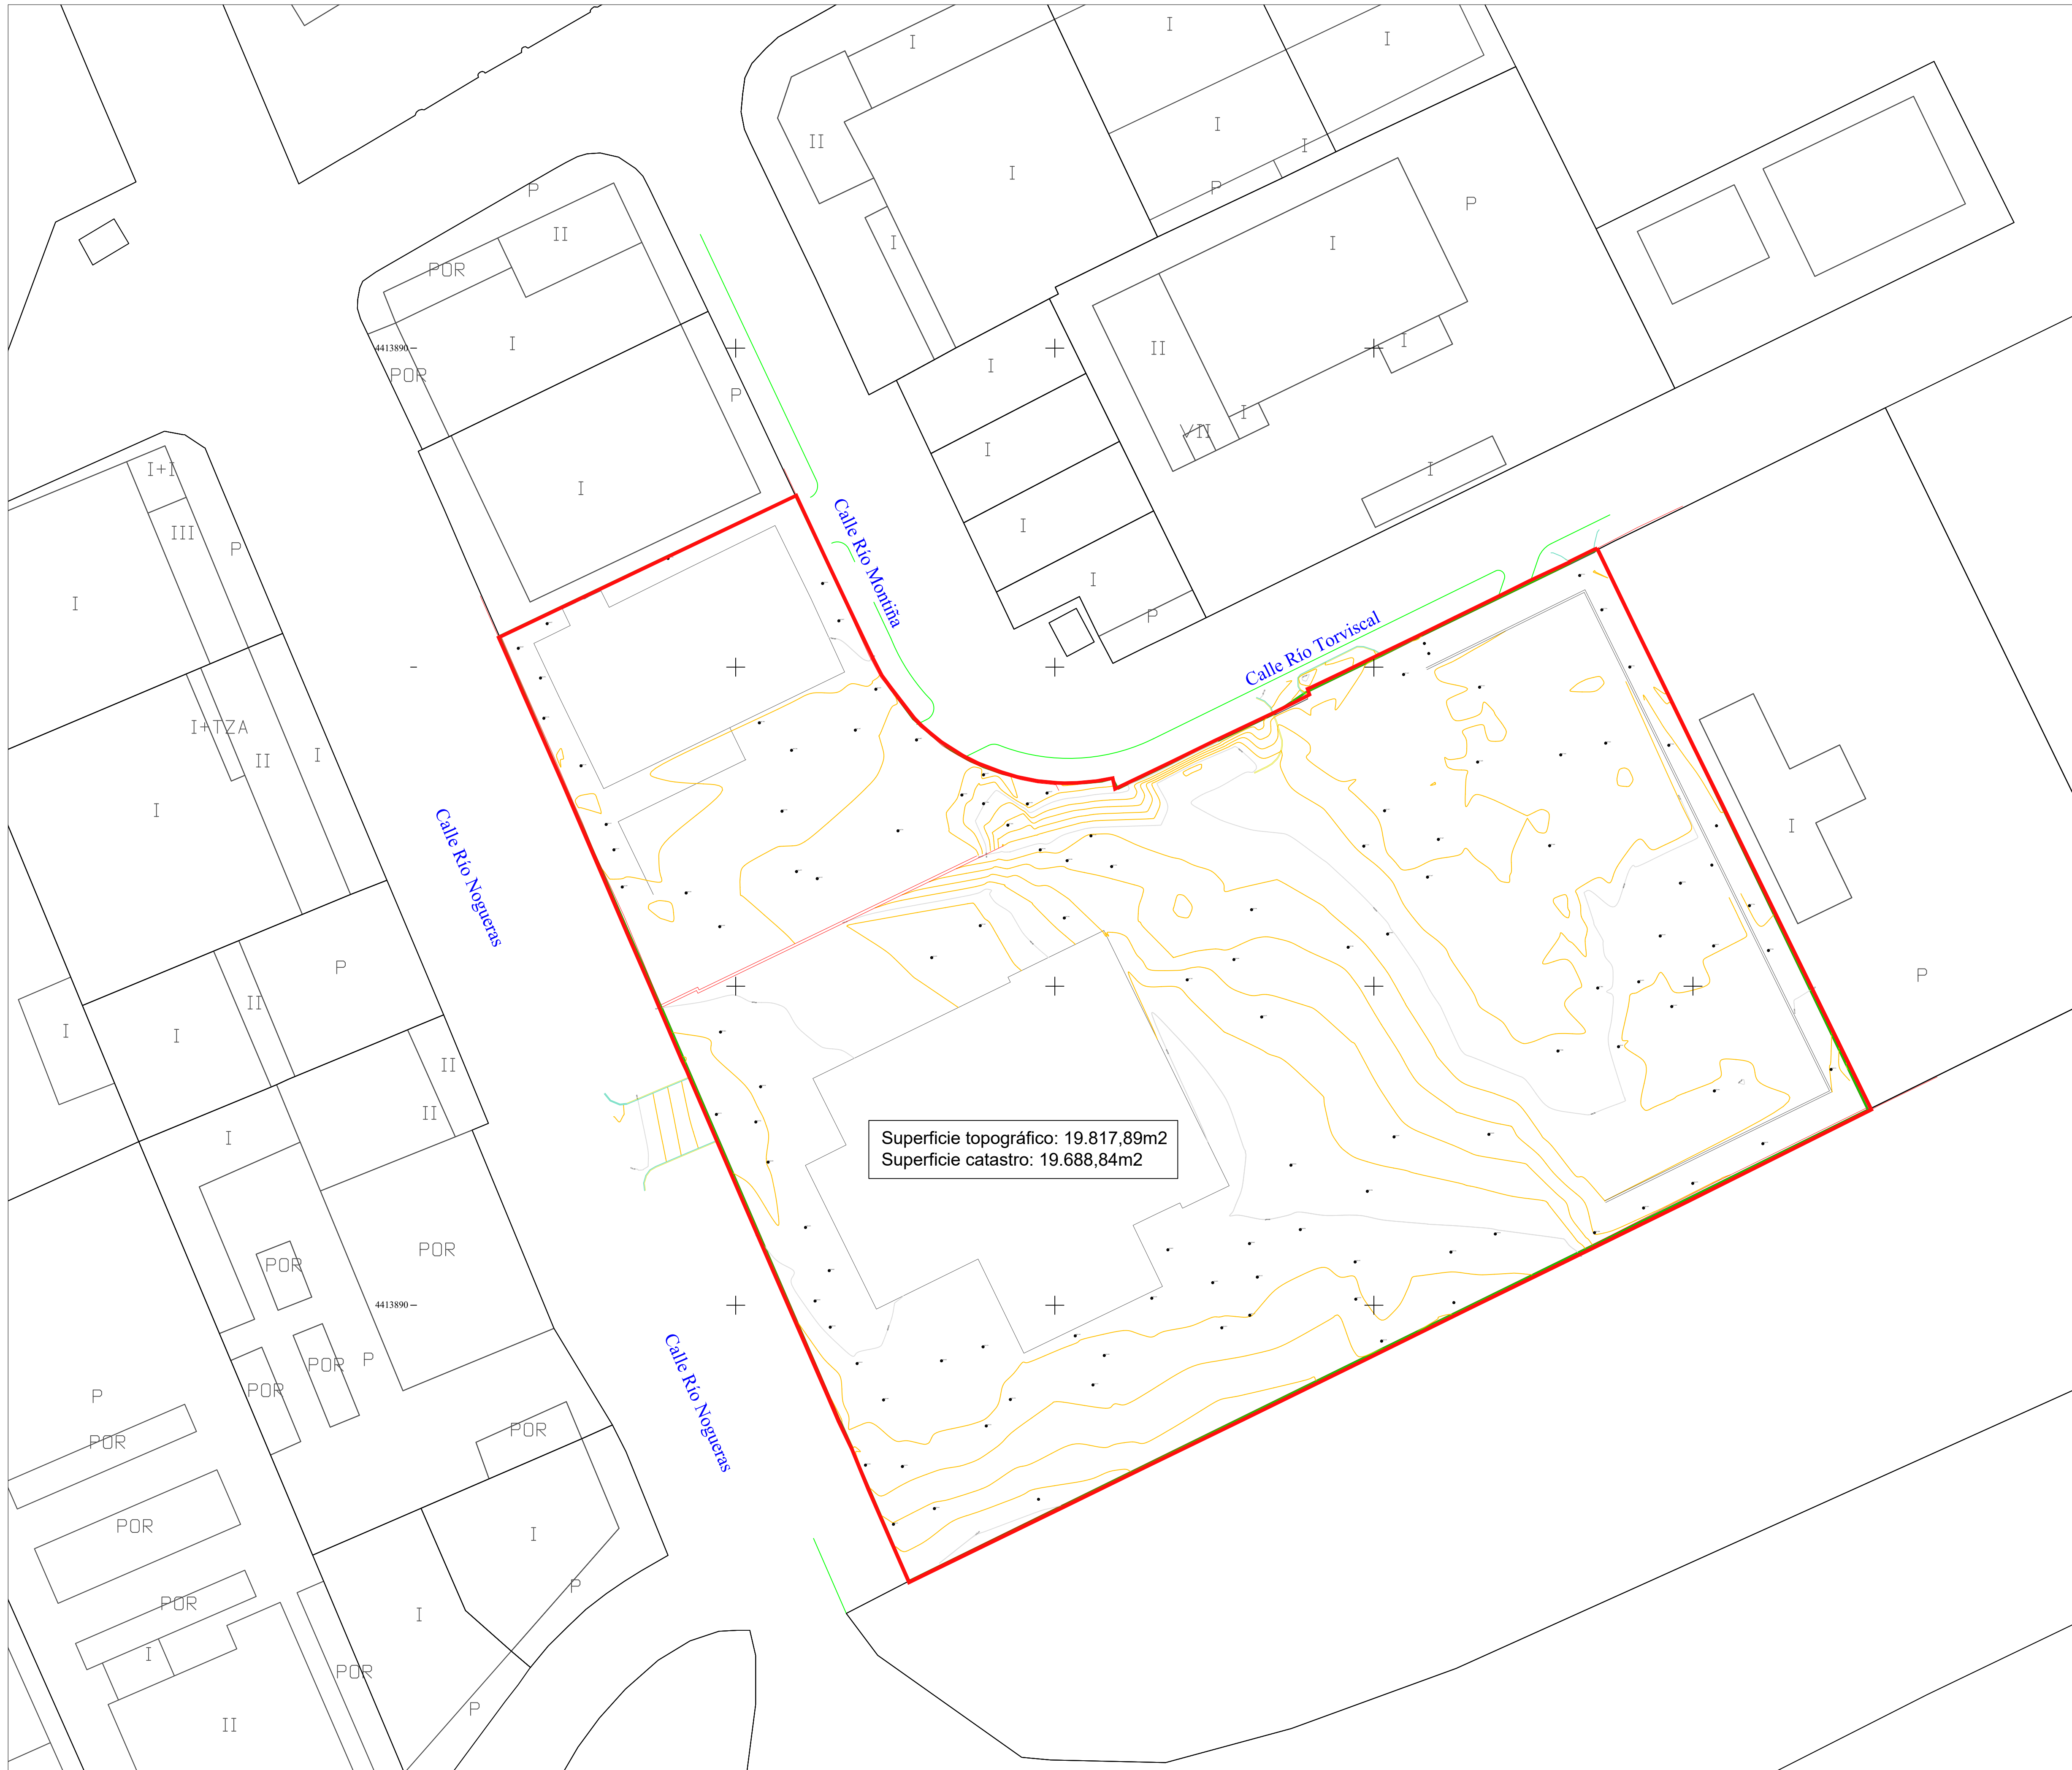 I
I
I
P
II
II
I
I
I
P
P
POR
II
I
I
I
4413890
II
I
I
POR
P
I
VII
I
I
I+I
I
I
III
I
P
Calle Río Montiña
I
I
P
Calle Río Torviscal
I+TZA
I
II
I
I
Calle Río Nogueras
P
P
II
I
I
II
II
I
Superficie topográfico: 19.817,89m2
Superficie catastro: 19.688,84m2
POR
POR
4413890
P
POR
POR
P
Calle Río Nogueras
POR
POR
POR
I
P
POR
I
I
POR
P
II